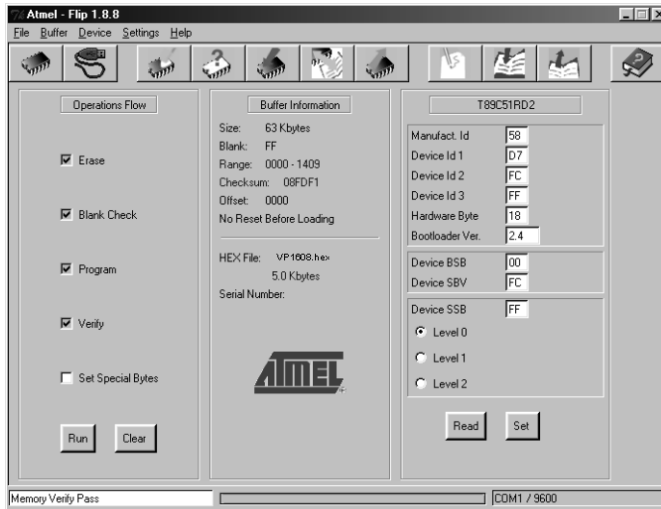 Atmel - Flip 1.8.8
File Buffer Device Settings Help
Operations Flow
Erase
Blank Check
Program
Verify
Set Special Bytes
Run Clear
Buffer Information
Size: 63 Kbytes
Blank: FF
Range: 0000 - 1409
Checksum: 08FDF1
Offset: 0000
No Reset Before Loading
HEX File: VP1608.hex
5.0 Kbytes
Serial Number:
ATMEL
T89C51RD2
Manufact. Id 58
Device Id 1 D7
Device Id 2 FC
Device Id 3 FF
Hardware Byte 18
Bootloader Ver. 2.4
Device BSB 00
Device SBV FC
Device SSB FF
Level 0
Level 1
Level 2
Read Set
Memory Verify Pass
COM1 / 9600